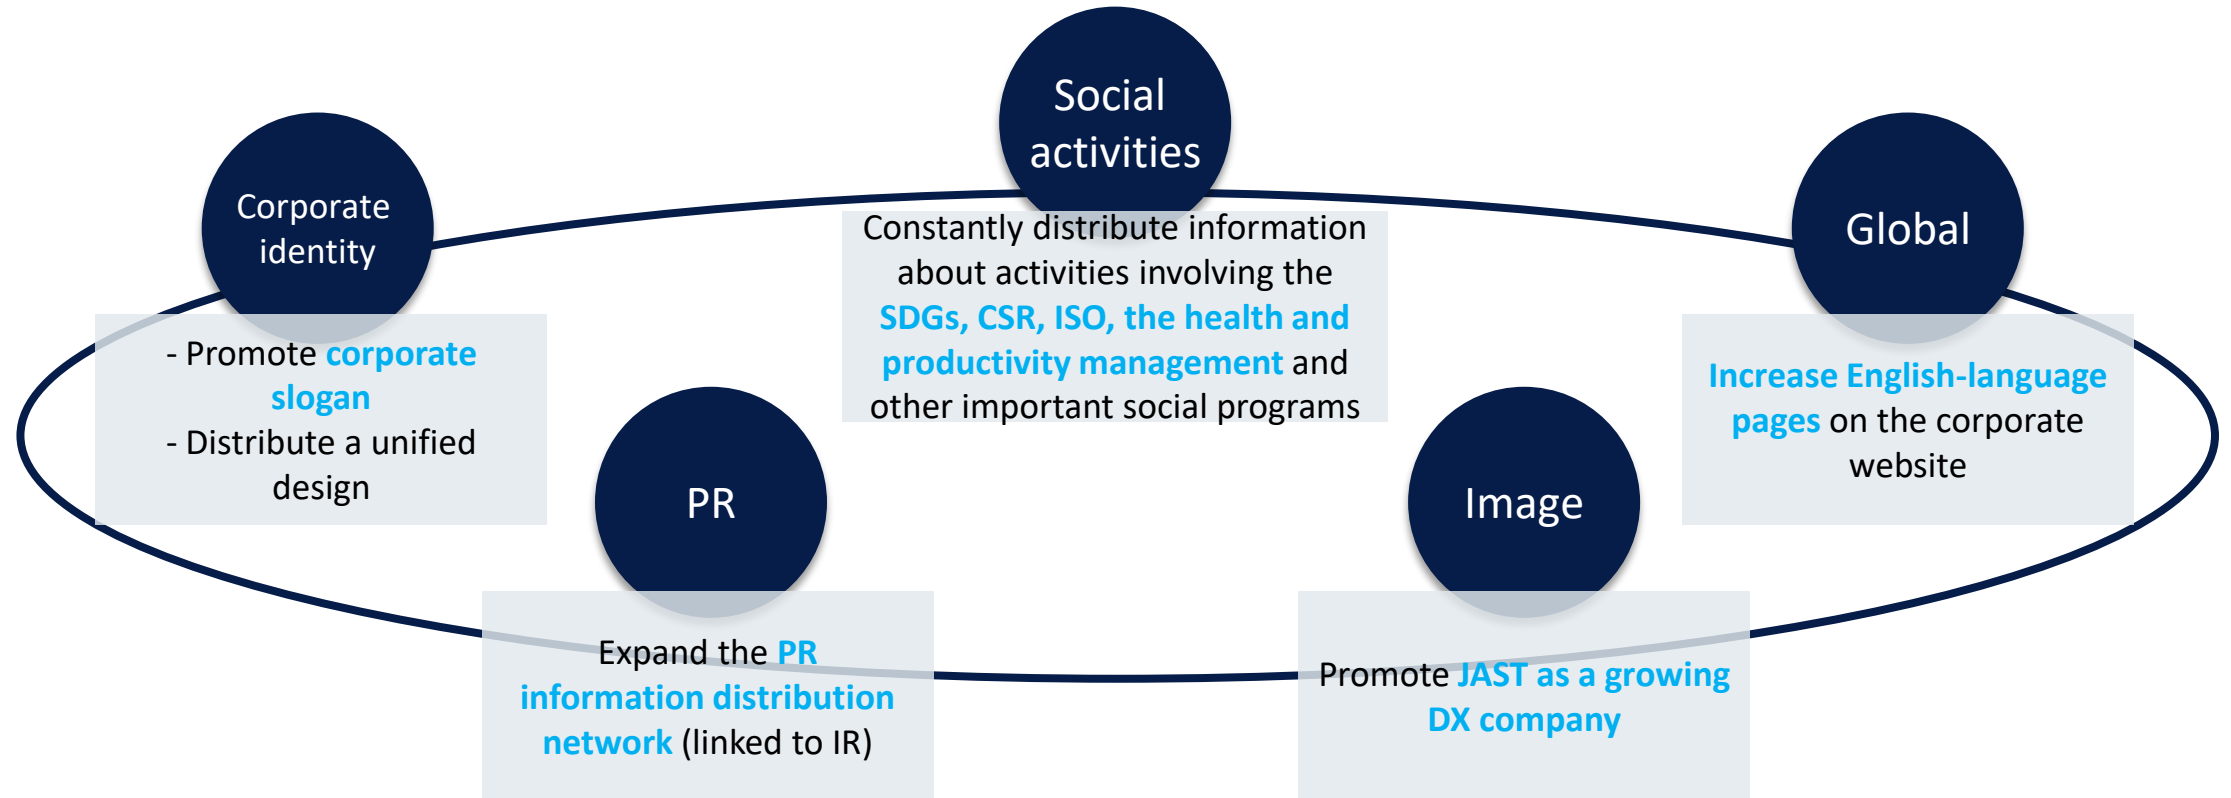 Social
activities
Constantly distribute information
about activities involving the
SDGs, CSR, ISO, the health and
productivity management and
other important social programs
Corporate
identity
- Promote corporate
slogan
- Distribute a unified
design
Global
Increase English-language
pages on the corporate
website
PR
Expand the PR
information distribution
network (linked to IR)
Image
Promote JAST as a growing
DX company